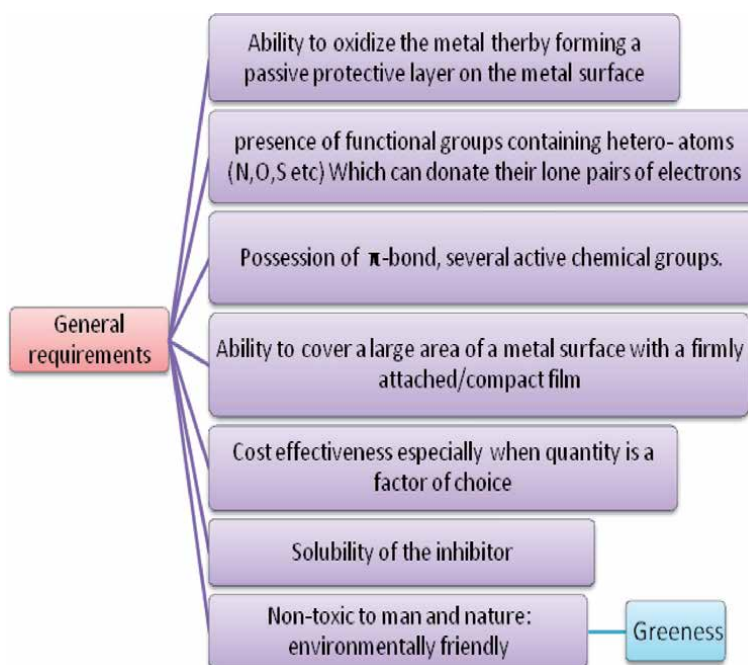 Ability to oxidize the metal therby forming a
passive protective layer on the metal surface
presence of functional groups containing hetero- atoms
(N,O,S etc) Which can donate their lone pairs of electrons
Possession of π-bond, several active chemical groups.
General
requirements
Ability to cover a large area of a metal surface with a firmly
attached/compact film
Cost effectiveness especially when quantity is a
factor of choice
Solubility of the inhibitor
Non-toxic to man and nature:
environmentally friendly
Greeness